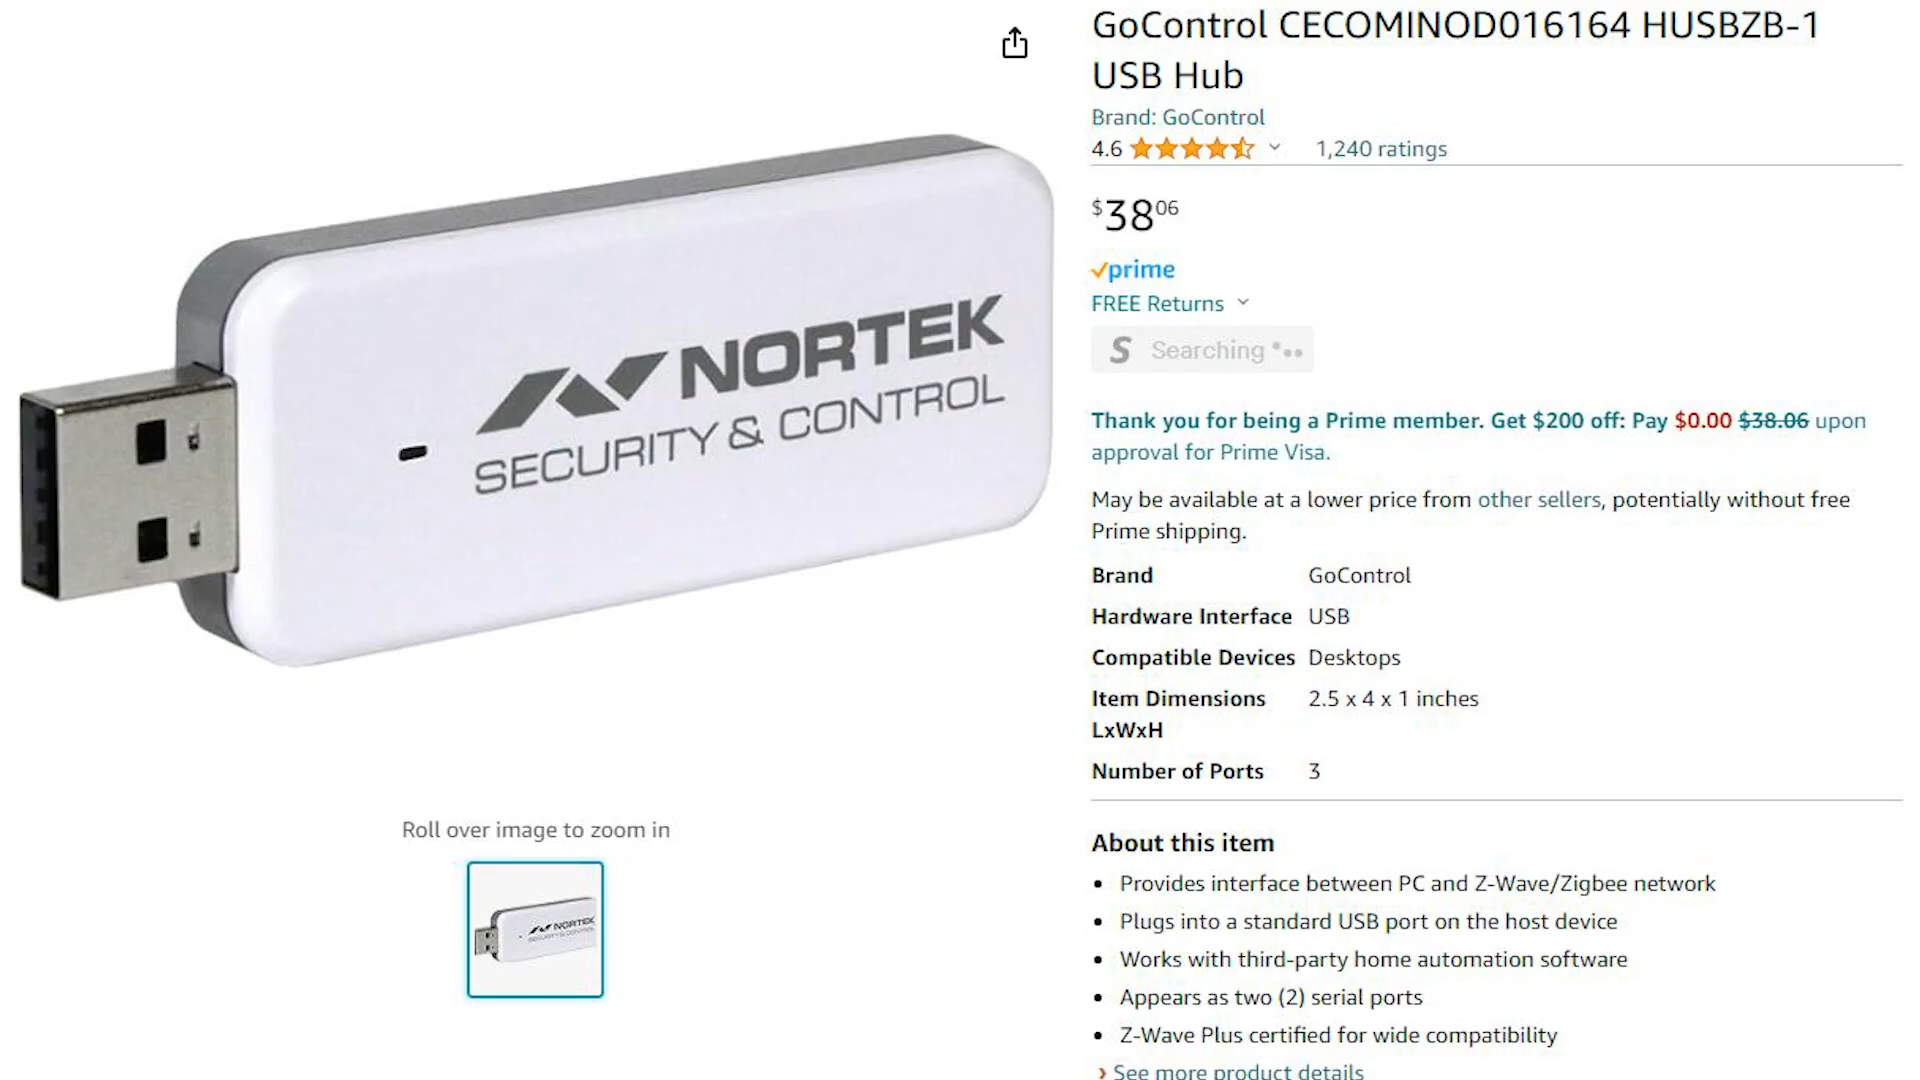 GoControl CECOMINOD016164 HUSBZB-1
USB Hub
Brand: GoControl
4.6
1,240 ratings
$38.06
prime
FREE Returns
S Searching
Thank you for being a Prime member. Get $200 off: Pay $0.00 $38.06 upon
approval for Prime Visa.
May be available at a lower price from other sellers, potentially without free
Prime shipping.
Brand GoControl
Hardware Interface USB
Compatible Devices Desktops
Item Dimensions 2.5 x 4 x 1 inches
LxWxH
Number of Ports 3
About this item
• Provides interface between PC and Z-Wave/Zigbee network
• Plugs into a standard USB port on the host device
• Works with third-party home automation software
• Appears as two (2) serial ports
• Z-Wave Plus certified for wide compatibility
› See more product details
NORTEK
SECURITY & CONTROL
Roll over image to zoom in
NORTEK
SECURITY & CONTROL